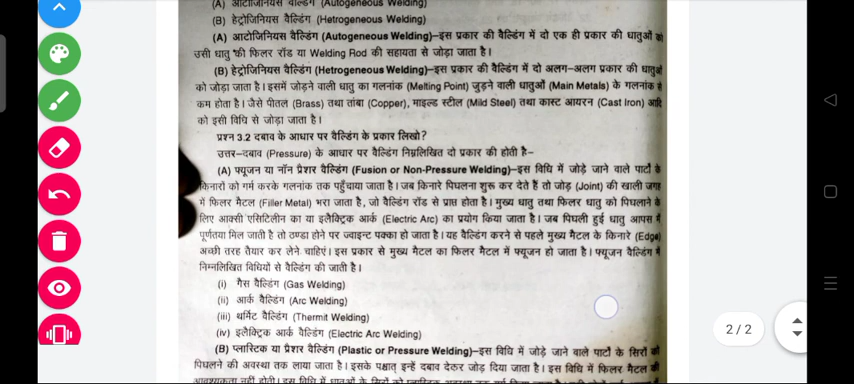 (A) आटोजिनियस वैल्डिंग (Autogeneous Welding)
(B) हेट्रोजिनियस वैल्डिंग (Hetrogeneous Welding)
(A) आटोजिनियस वैल्डिंग (Autogeneous Welding)–इस प्रकार की वैल्डिंग में दो एक ही प्रकार की धातुओं को
उसी धातु की फिलर रॉड या Welding Rod की सहायता से जोड़ा जाता है।
(B) हेट्रोजिनियस वैल्डिंग (Hetrogeneous Welding)–इस प्रकार की वैल्डिंग में दो अलग-अलग प्रकार की धातुओं
को जोड़ा जाता है। इसमें जोड़ने वाली धातु का गलनांक (Melting Point) जुड़ने वाली धातुओं (Main Metals) के गलनांक से
कम होता है। जैसे पीतल (Brass) तथा तांबा (Copper), माइल्ड स्टील (Mild Steel) तथा कास्ट आयरन (Cast Iron) आदि
को इसी विधि से जोड़ा जाता है।
प्रश्न 3.2 दबाव के आधार पर वैल्डिंग के प्रकार लिखो?
उत्तर–दबाव (Pressure) के आधार पर वैल्डिंग निम्नलिखित दो प्रकार की होती है–
(A) फ्यूजन या नॉन प्रैशर वैल्डिंग (Fusion or Non-Pressure Welding)–इस विधि में जोड़े जाने वाले पार्टों के
किनारों को गर्म करके गलनांक तक पहुँचाया जाता है। जब किनारे पिघलना शुरू कर देते हैं तो जोड़ (Joint) की खाली जगह
में फिलर मैटल (Filler Metal) भरा जाता है, जो वैल्डिंग रॉड से प्राप्त होता है। मुख्य धातु तथा फिलर धातु को पिघलाने के
लिए आक्सी एसिटिलीन का या इलैक्ट्रिक आर्क (Electric Arc) का प्रयोग किया जाता है। जब पिघली हुई धातु आपस में
पूर्णतया मिल जाती है तो ठण्डा होने पर ज्वाइन्ट पक्का हो जाता है। यह वैल्डिंग करने से पहले मुख्य मैटल के किनारे (Edge)
अच्छी तरह तैयार कर लेने चाहिएं। इस प्रकार से मुख्य मैटल का फिलर मैटल में फ्यूजन हो जाता है। फ्यूजन वैल्डिंग में
निम्नलिखित विधियों से वैल्डिंग की जाती है।
(i) गैस वैल्डिंग (Gas Welding)
(ii) आर्क वैल्डिंग (Arc Welding)
(iii) थर्मिट वैल्डिंग (Thermit Welding)
(iv) इलैक्ट्रिक आर्क वैल्डिंग (Electric Arc Welding)
2 / 2
(B) प्लास्टिक या प्रैशर वैल्डिंग (Plastic or Pressure Welding)–इस विधि में जोड़े जाने वाले पार्टों के सिरों को
पिघलने की अवस्था तक लाया जाता है। इसके पश्चात् इन्हें दबाव देकर जोड़ दिया जाता है। इस विधि में फिलर मैटल की
आवश्यकता नहीं होती। इस विधि में धातुओं के सिरों को